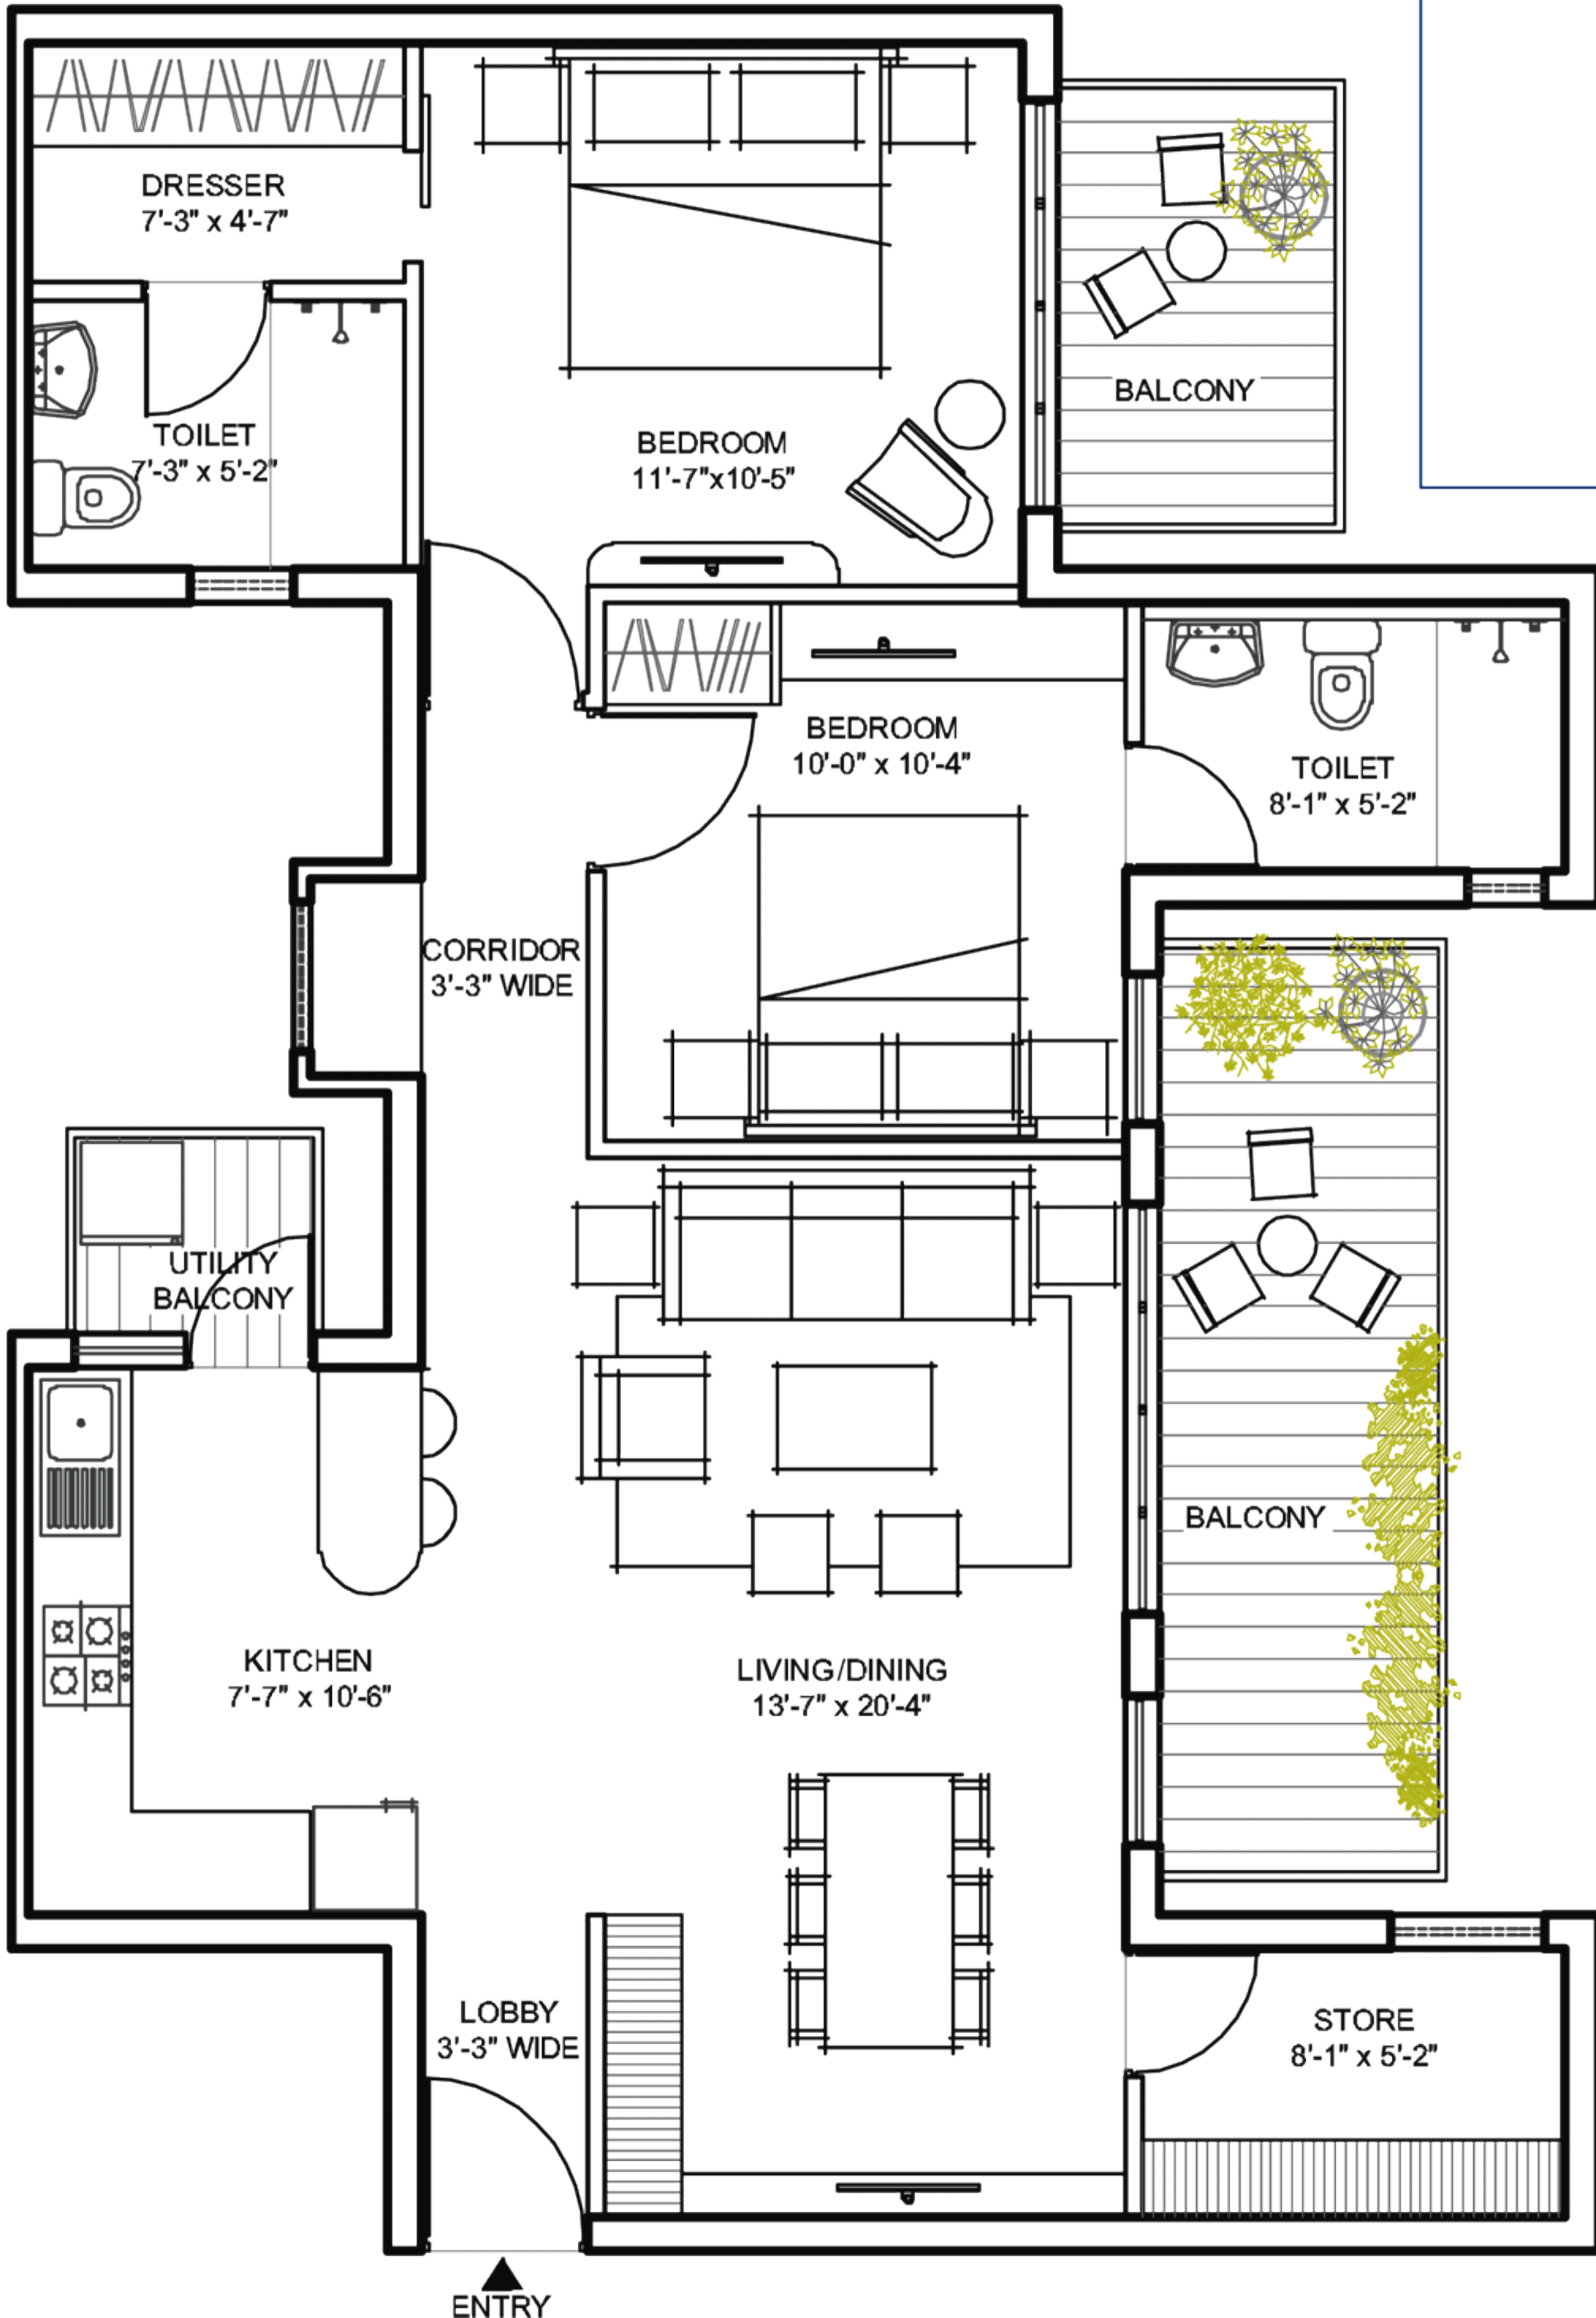 DRESSER
7'-3" x 4'-7"
BALCONY
TOILET
7'-3" x 5'-2"
BEDROOM
11'-7"x10'-5"
BEDROOM
10'-0" x 10'-4"
TOILET
8'-1" x 5'-2"
CORRIDOR
3'-3" WIDE
UTILITY
BALCONY
BALCONY
KITCHEN
7'-7" x 10'-6"
LIVING/DINING
13'-7" x 20'-4"
LOBBY
3'-3" WIDE
STORE
8'-1" x 5'-2"
ENTRY